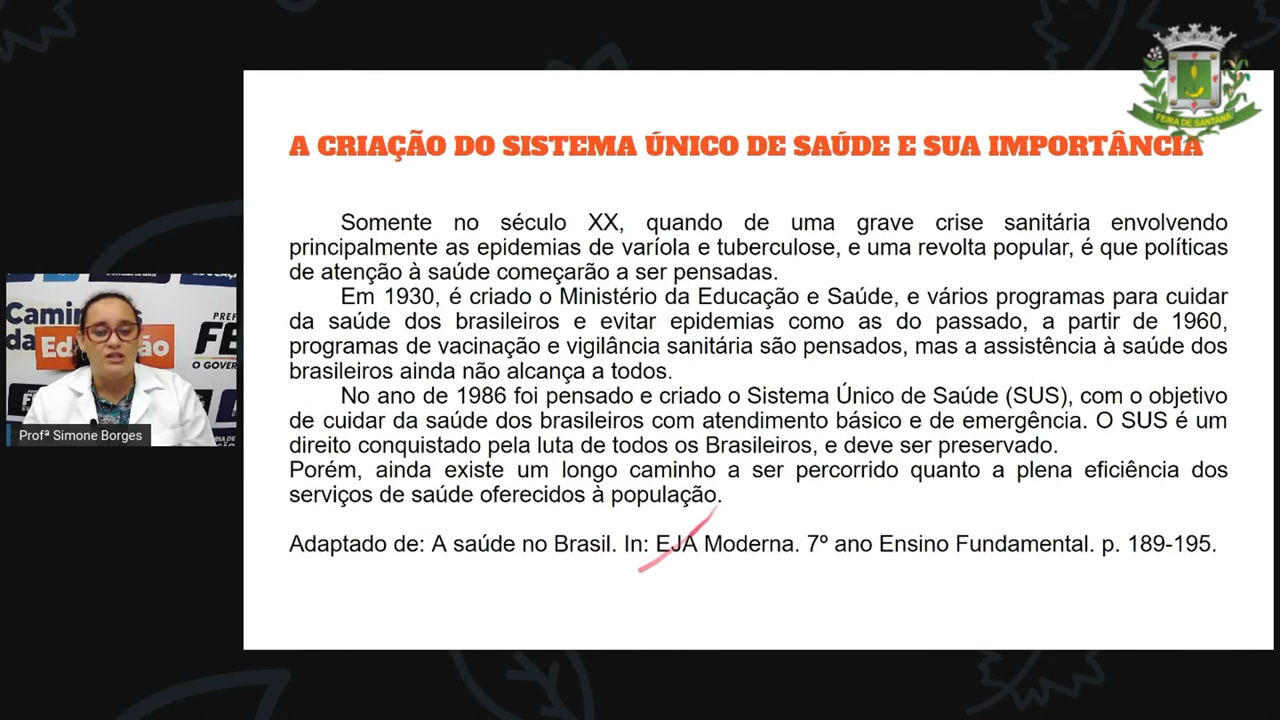 FEIRA DE SANTANA
A CRIAÇÃO DO SISTEMA ÚNICO DE SAÚDE E SUA IMPORTÂNCIA
Somente no século XX, quando de uma grave crise sanitária envolvendo
principalmente as epidemias de varíola e tuberculose, e uma revolta popular, é que políticas
de atenção à saúde começarão a ser pensadas.
Em 1930, é criado o Ministério da Educação e Saúde, e vários programas para cuidar
da saúde dos brasileiros e evitar epidemias como as do passado, a partir de 1960,
programas de vacinação e vigilância sanitária são pensados, mas a assistência à saúde dos
brasileiros ainda não alcança a todos.
No ano de 1986 foi pensado e criado o Sistema Único de Saúde (SUS), com o objetivo
de cuidar da saúde dos brasileiros com atendimento básico e de emergência. O SUS é um
direito conquistado pela luta de todos os Brasileiros, e deve ser preservado.
Porém, ainda existe um longo caminho a ser percorrido quanto a plena eficiência dos
serviços de saúde oferecidos à população.
Adaptado de: A saúde no Brasil. In: EJA Moderna. 7º ano Ensino Fundamental. p. 189-195.
Profª Simone Borges